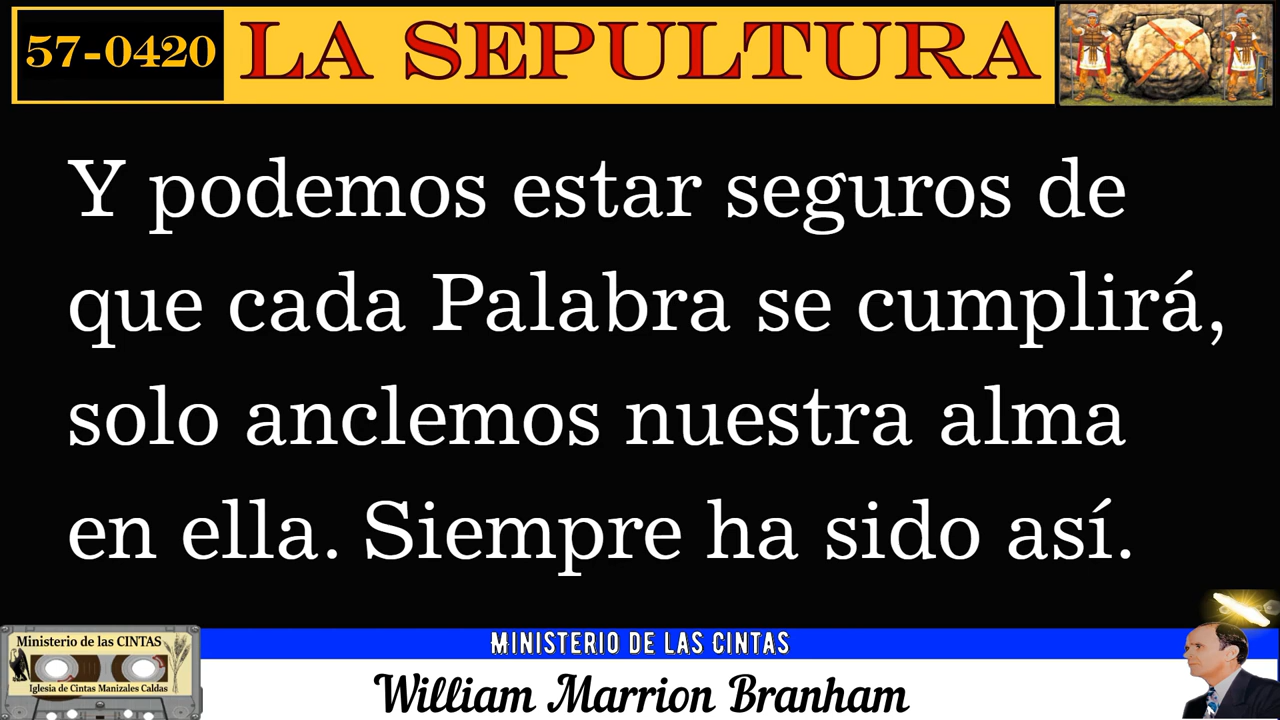 57-0420 LA SEPULTURA
Y podemos estar seguros de
que cada Palabra se cumplirá,
solo anclemos nuestra alma
en ella. Siempre ha sido así.
MINISTERIO DE LAS CINTAS
Ministerio de las CINTAS
Iglesia de Cintas Manizales Caldas
William Marrion Branham